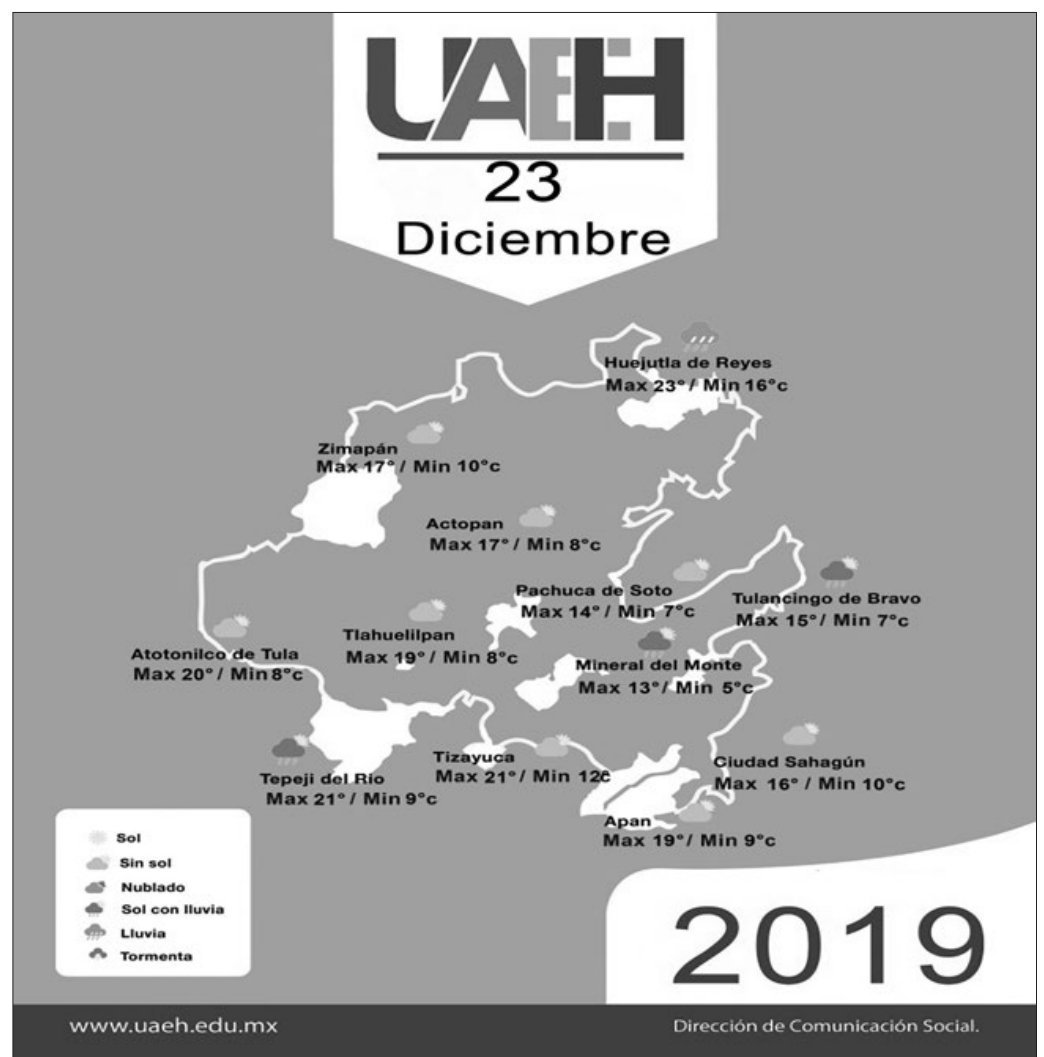 UAEH
23
Diciembre
Huejutla de Reyes
Max 23°/ Min 16°c
Zimapán
Max 17°/ Min 10°c
Actopan
Max 17°/ Min 8°c
Pachuca de Soto
Max 14°/ Min 7°c
Tulancingo de Bravo
Max 15°/ Min 7°c
Tlahuelilpan
Max 19°/ Min 8°c
Atotonilco de Tula
Max 20°/ Min 8°c
Mineral del Monte
Max 13°/ Min 5°c
Tizayuca
Max 21°/ Min 12c
Ciudad Sahagún
Max 16°/ Min 10°c
Tepeji del Rio
Max 21°/ Min 9°c
Apan
Max 19°/ Min 9°c
Sol
Sin sol
Nublado
Sol con lluvia
Lluvia
Tormenta
2019
www.uaeh.edu.mx
Dirección de Comunicación Social.